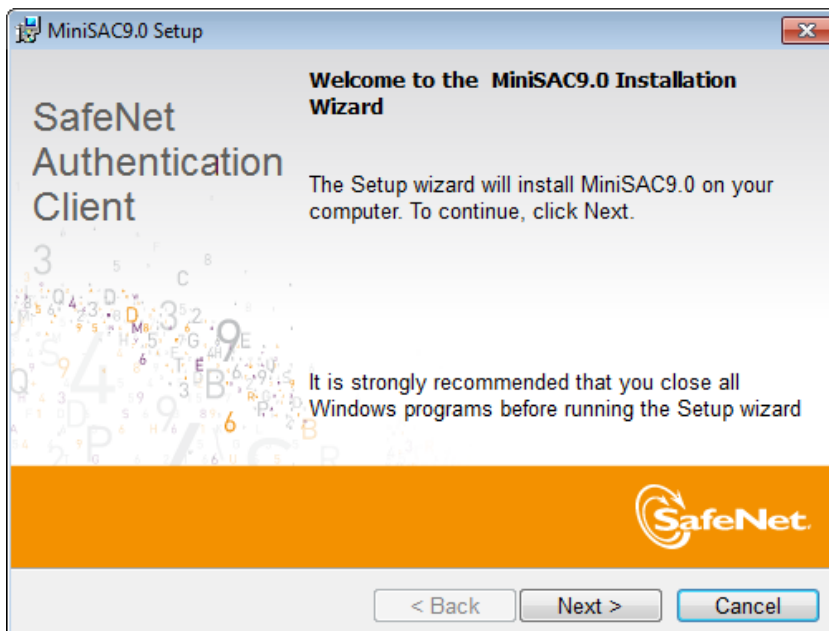 MiniSAC9.0 Setup
SafeNet
Authentication
Client
Welcome to the MiniSAC9.0 Installation
Wizard
The Setup wizard will install MiniSAC9.0 on your
computer. To continue, click Next.
It is strongly recommended that you close all
Windows programs before running the Setup wizard
SafeNet.
< Back
Next >
Cancel